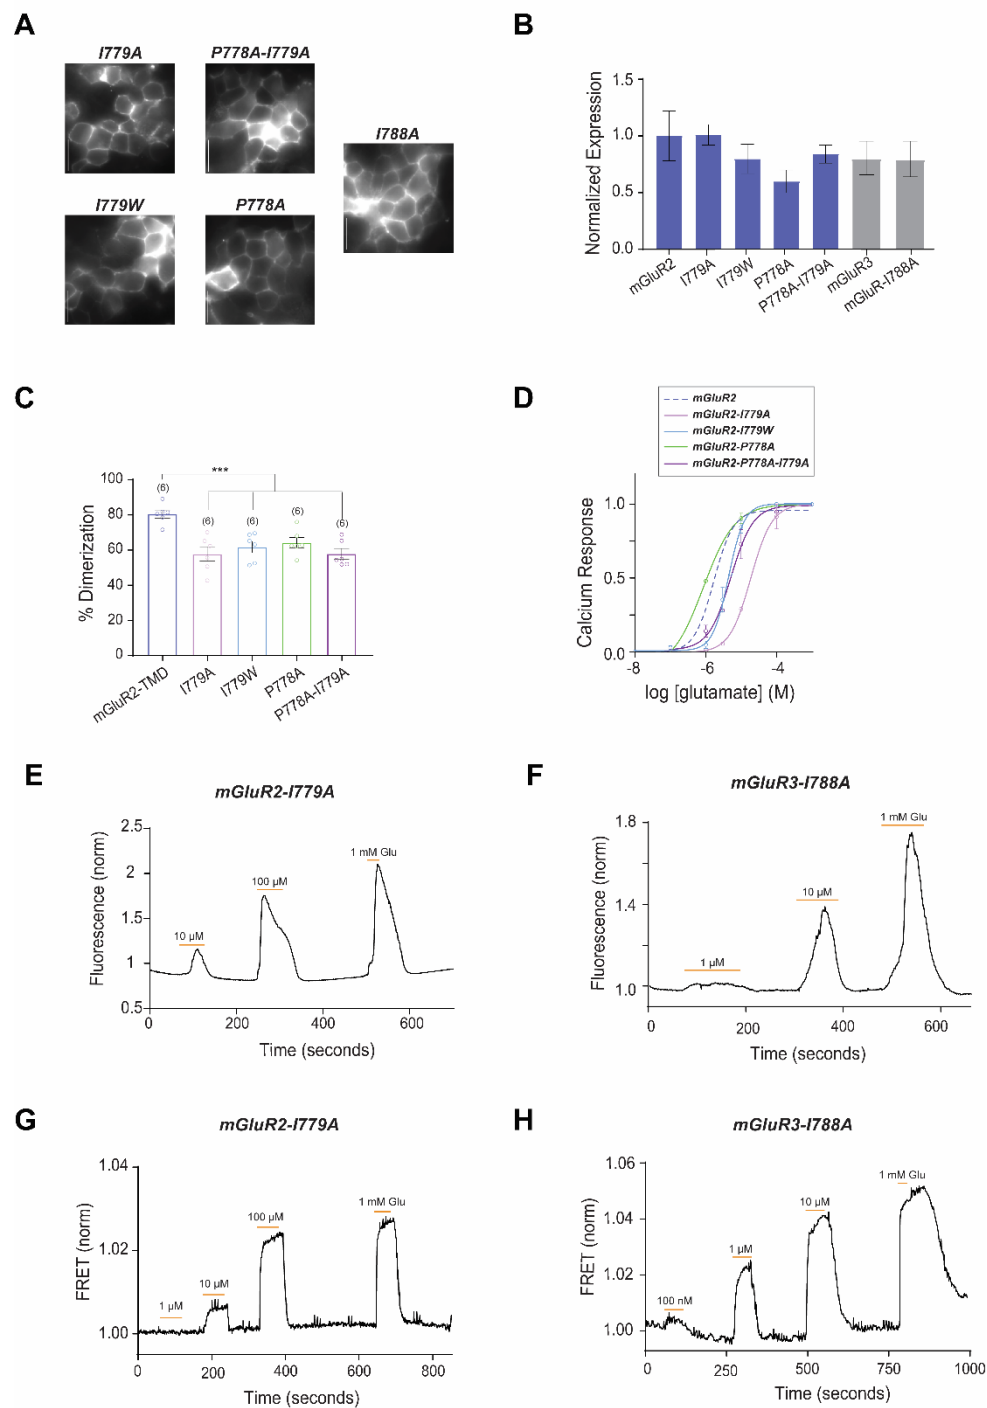 A
I779A
P778A-I779A
I788A
I779W
P778A
B
Normalized Expression
1.5
1.0
0.5
0.0
mGluR2
I779A
I779W
P778A
P778A-I779A
mGluR3
mGluR-I788A
C
% Dimerization
100
80
60
40
20
0
***
(6)
(6)
(6)
(6)
(6)
mGluR2-TMD
I779A
I779W
P778A
P778A-I779A
D
mGluR2
mGluR2-I779A
mGluR2-I779W
mGluR2-P778A
mGluR2-P778A-I779A
Calcium Response
1.0
0.5
0.0
-8
-6
-4
log [glutamate] (M)
E
mGluR2-I779A
Fluorescence (norm)
2.5
2
1.5
1
0.5
10 µM
100 µM
1 mM Glu
0
200
400
600
Time (seconds)
F
mGluR3-I788A
Fluorescence (norm)
1.8
1.4
1.0
1 µM
10 µM
1 mM Glu
0
200
400
600
Time (seconds)
G
mGluR2-I779A
FRET (norm)
1.04
1.02
1.00
1 µM
10 µM
100 µM
1 mM Glu
0
200
400
600
800
Time (seconds)
H
mGluR3-I788A
FRET (norm)
1.06
1.04
1.02
1.00
100 nM
1 µM
10 µM
1 mM Glu
0
250
500
750
1000
Time (seconds)